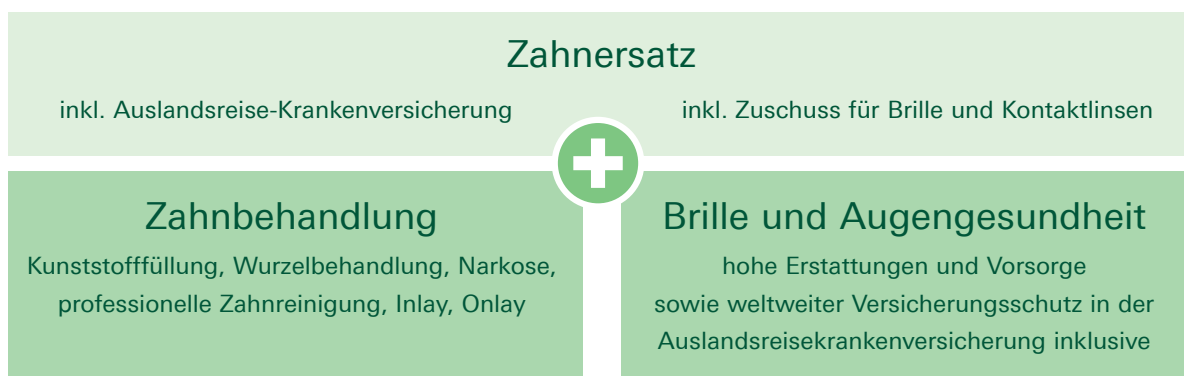 Zahnersatz
inkl. Auslandsreise-Krankenversicherung
inkl. Zuschuss für Brille und Kontaktlinsen
Zahnbehandlung
Kunststofffüllung, Wurzelbehandlung, Narkose,
professionelle Zahnreinigung, Inlay, Onlay
Brille und Augengesundheit
hohe Erstattungen und Vorsorge
sowie weltweiter Versicherungsschutz in der
Auslandsreisekrankenversicherung inklusive